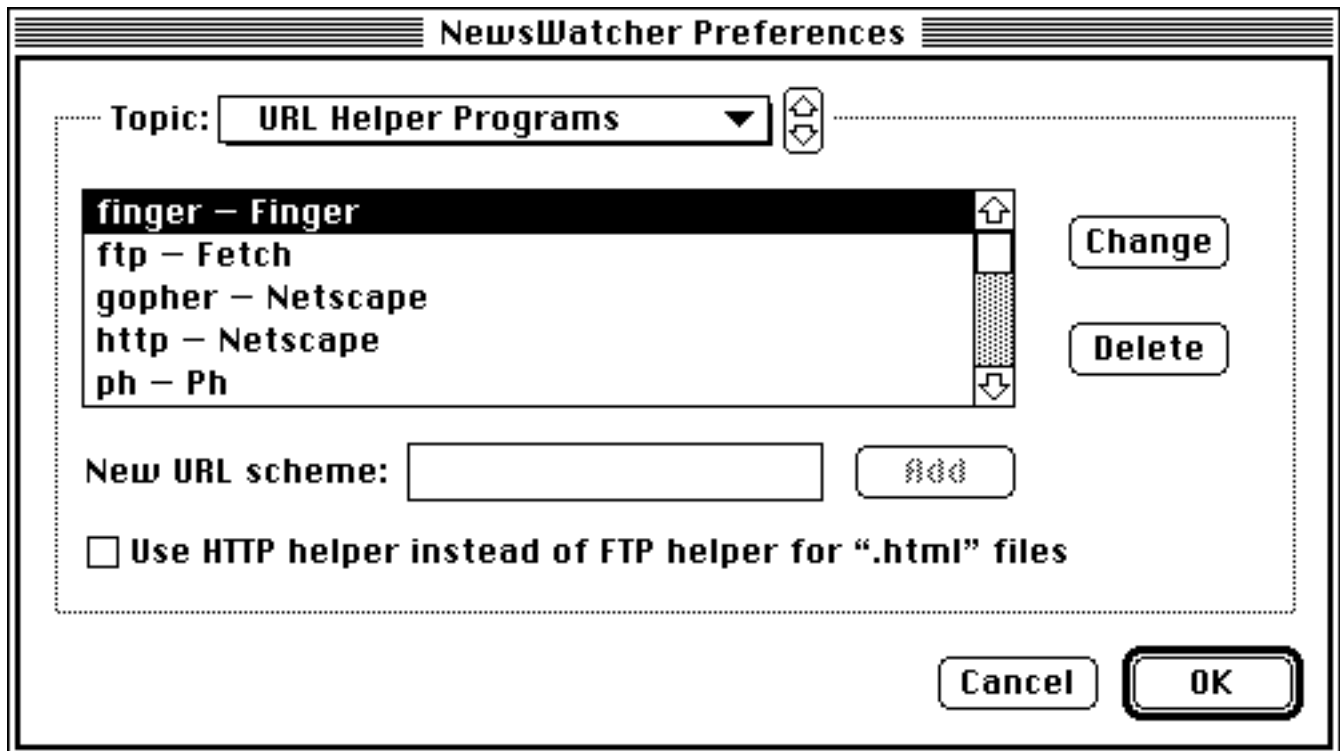 NewsWatcher Preferences
Topic: URL Helper Programs
finger – Finger
ftp – Fetch
gopher – Netscape
http – Netscape
ph – Ph
Change
Delete
New URL scheme:
Add
Use HTTP helper instead of FTP helper for “.html” files
Cancel
OK